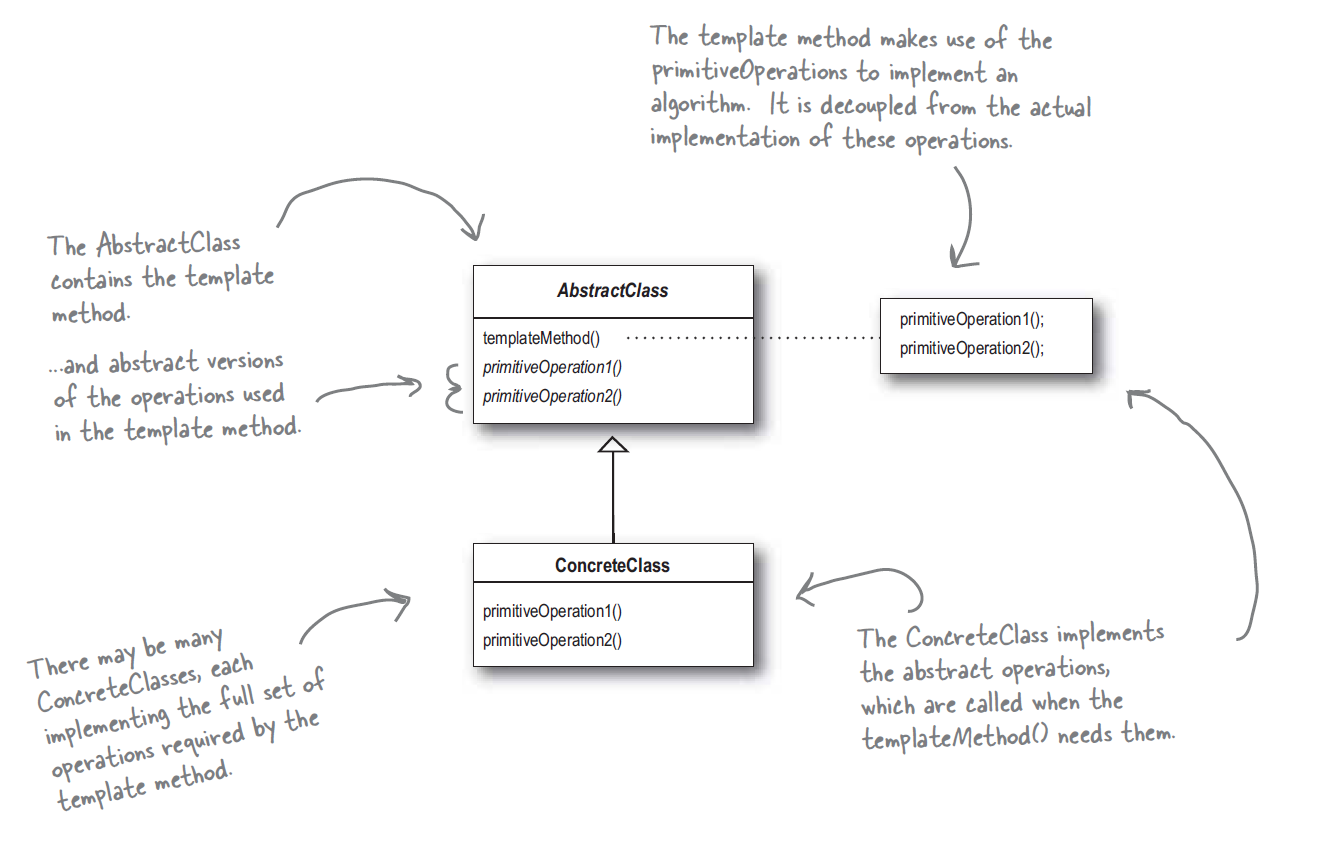 The template method makes use of the
primitiveOperations to implement an
algorithm. It is decoupled from the actual
implementation of these operations.
The AbstractClass
contains the template
method.
...and abstract versions
of the operations used
in the template method.
AbstractClass
templateMethod()
primitiveOperation1()
primitiveOperation2()
primitiveOperation1();
primitiveOperation2();
ConcreteClass
primitiveOperation1()
primitiveOperation2()
There may be many
ConcreteClasses, each
implementing the full set of
operations required by the
template method.
The ConcreteClass implements
the abstract operations,
which are called when the
templateMethod() needs them.